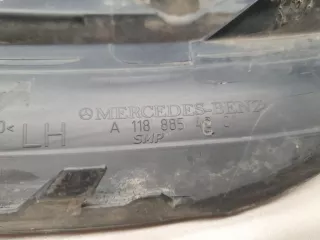 MERCEDES-BENZ
LH A 118 885
SMP